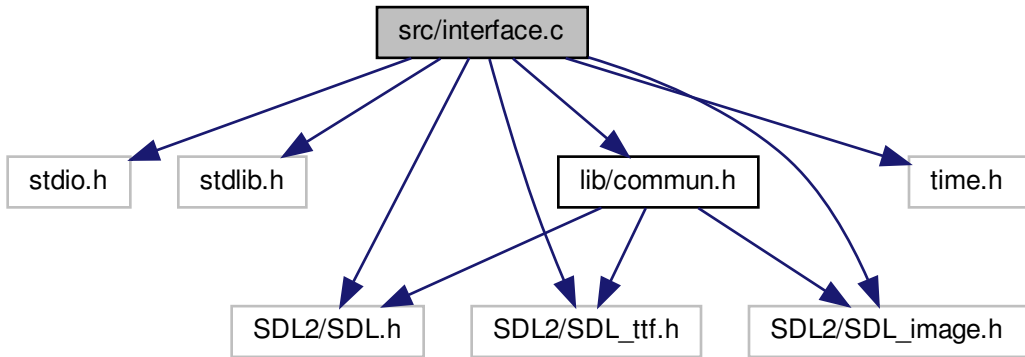 src/interface.c
stdio.h
stdlib.h
lib/commun.h
time.h
SDL2/SDL.h
SDL2/SDL_ttf.h
SDL2/SDL_image.h